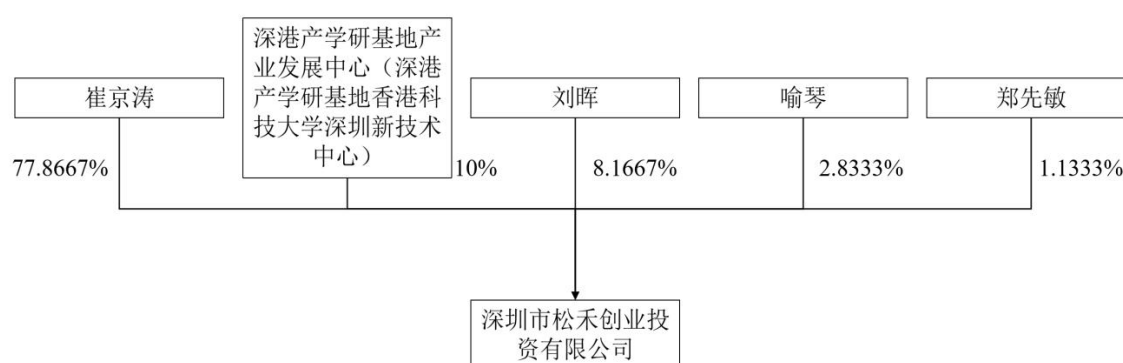 深港产学研基地产
业发展中心（深港
产学研基地香港科
技大学深圳新技术
中心）
崔京涛
刘晖
喻琴
郑先敏
77.8667%
10%
8.1667%
2.8333%
1.1333%
深圳市松禾创业投
资有限公司